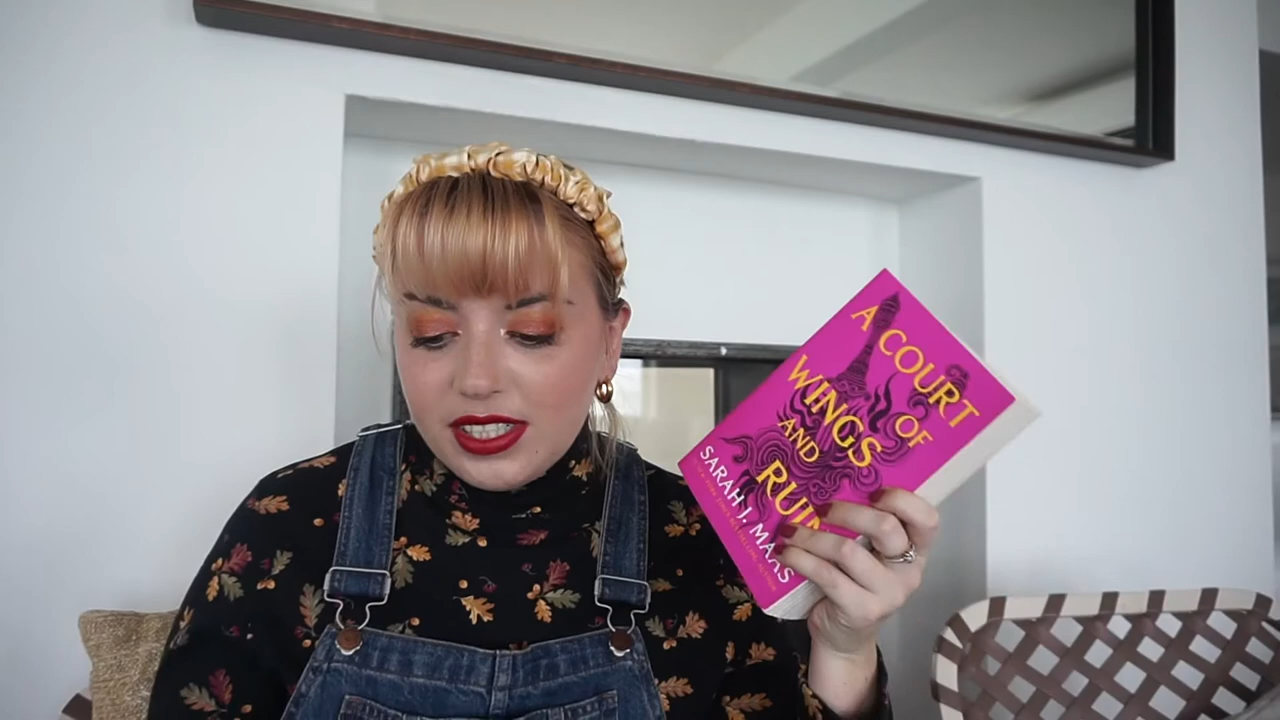 A COURT
OF
WINGS
AND
RUIN
SARAH J. MAAS